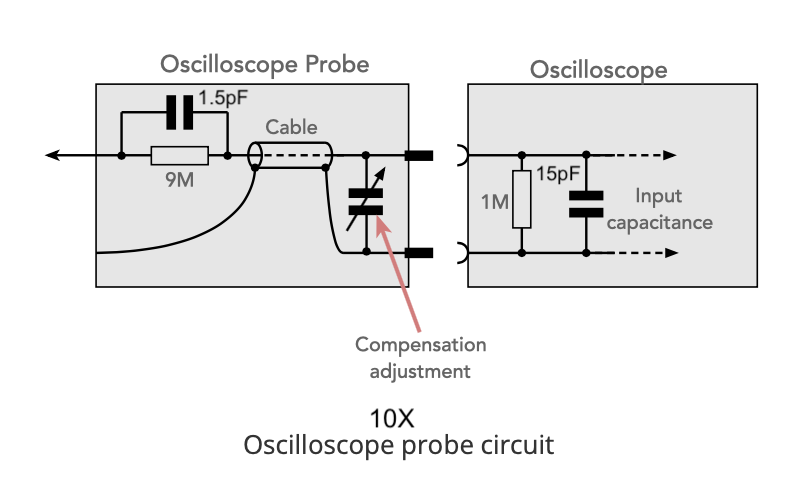 Oscilloscope Probe
Oscilloscope
1.5pF
Cable
9M
15pF
1M
Input
capacitance
Compensation
adjustment
10X
Oscilloscope probe circuit